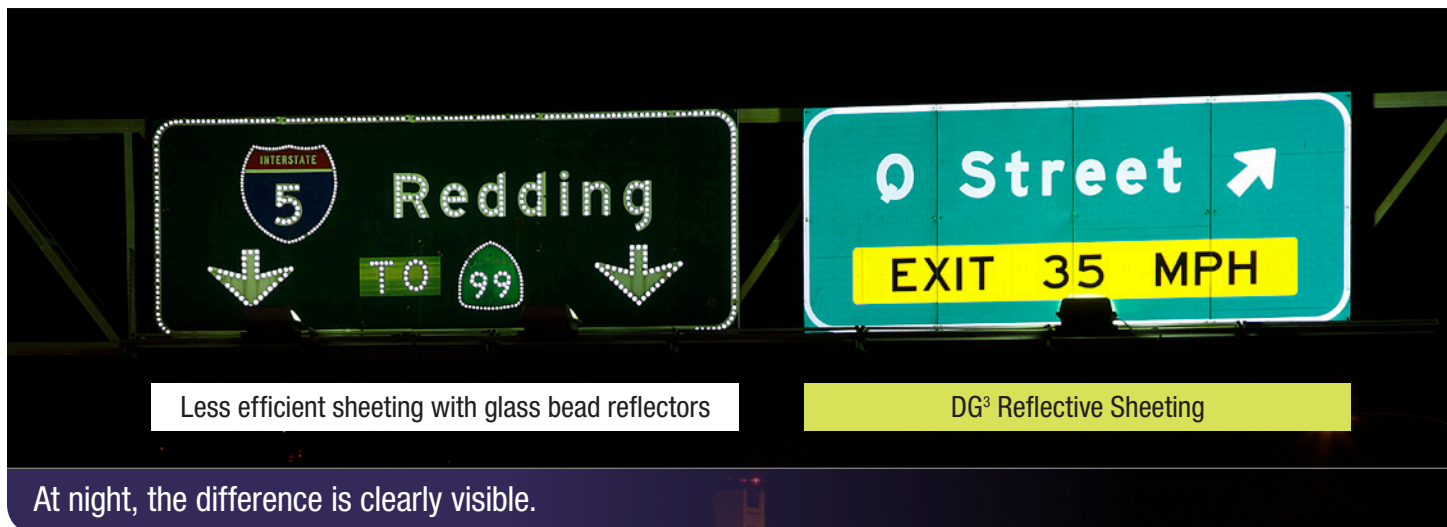 INTERSTATE
5
Redding
TO
99
Q Street
EXIT 35 MPH
Less efficient sheeting with glass bead reflectors
DG³ Reflective Sheeting
At night, the difference is clearly visible.